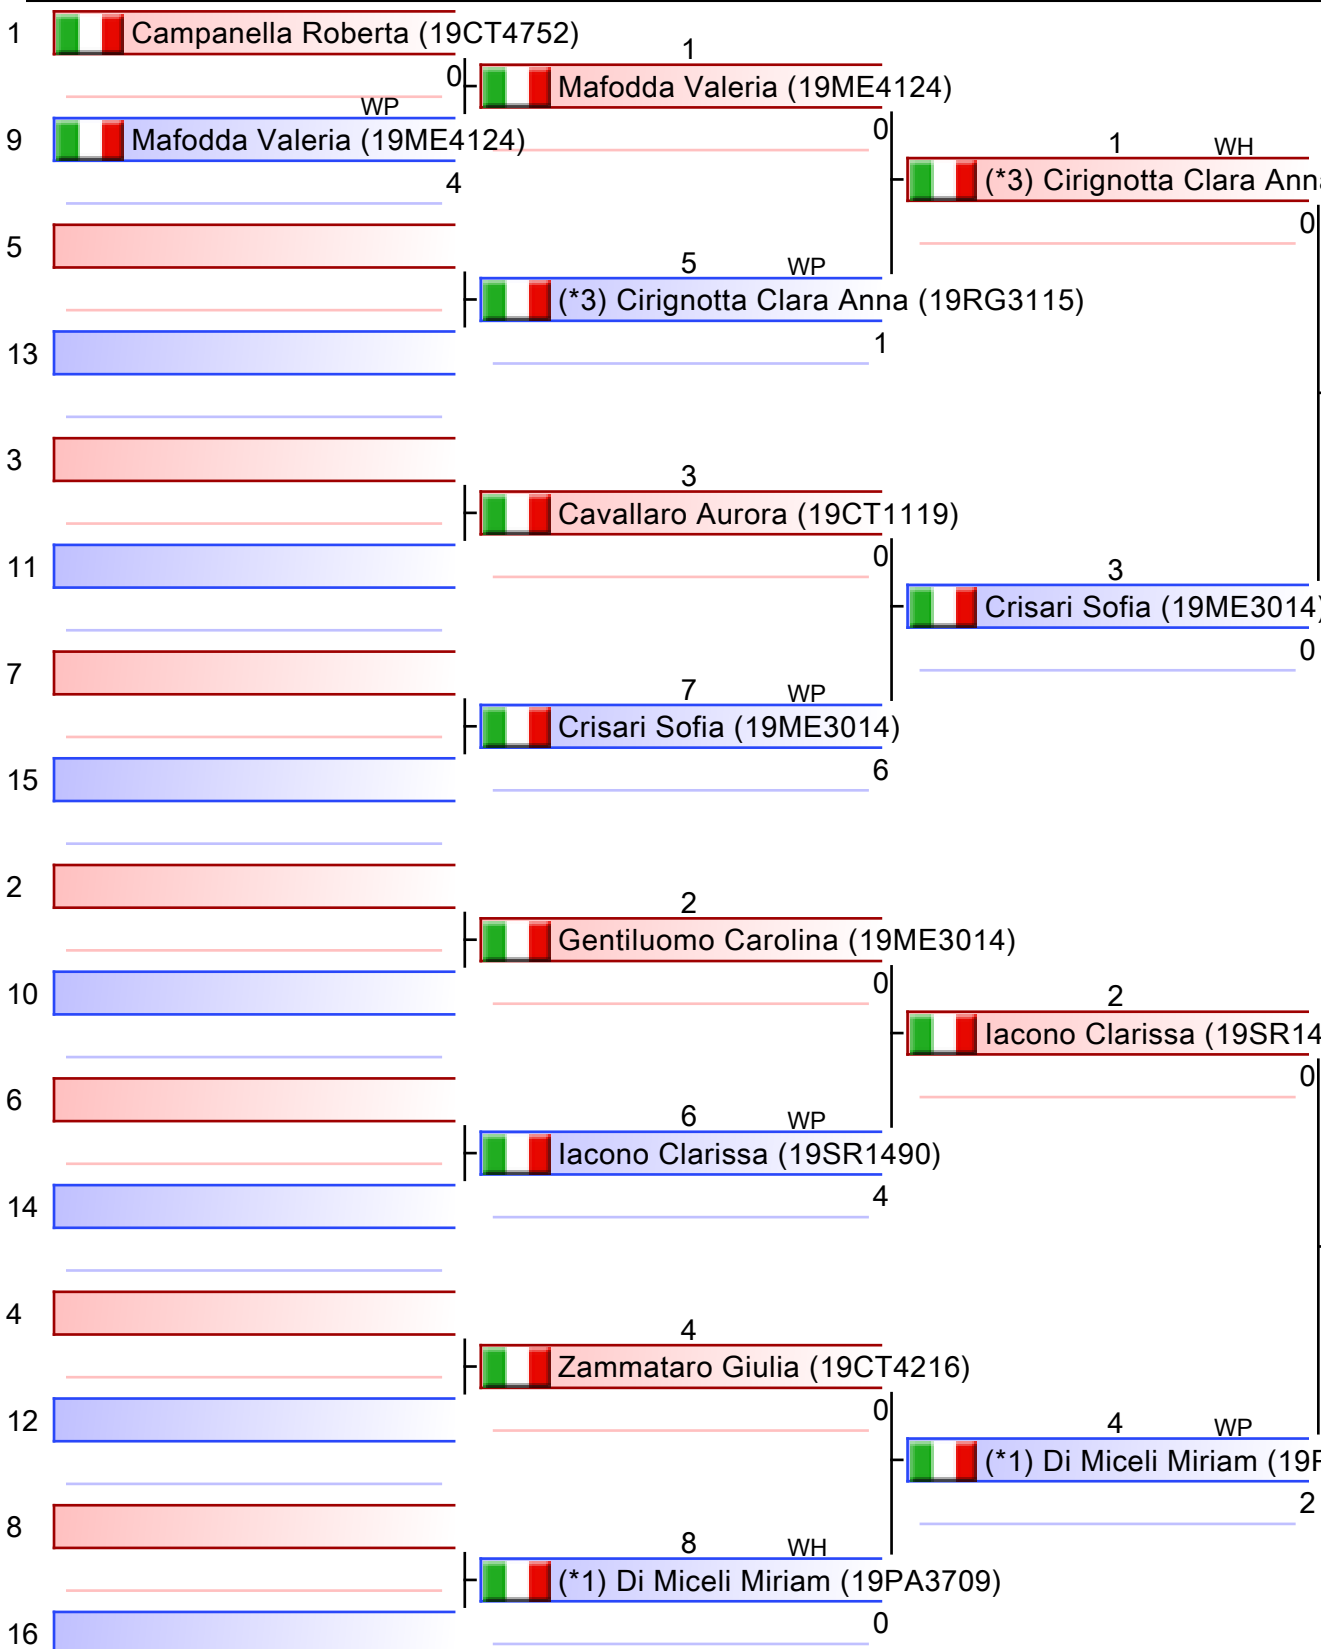 1 Campanella Roberta (19CT4752)
0
WP
9 Mafodda Valeria (19ME4124)
4
5
13
3
11
7
15
2
10
6
14
4
12
8
16
1
Mafodda Valeria (19ME4124)
0
5 WP
(*3) Cirignotta Clara Anna (19RG3115)
1
3
Cavallaro Aurora (19CT1119)
0
7 WP
Crisari Sofia (19ME3014)
6
2
Gentiluomo Carolina (19ME3014)
0
6 WP
Iacono Clarissa (19SR1490)
4
4
Zammataro Giulia (19CT4216)
0
8 WH
(*1) Di Miceli Miriam (19PA3709)
0
1 WH
(*3) Cirignotta Clara Anna
0
3
Crisari Sofia (19ME3014)
0
2
Iacono Clarissa (19SR14
0
4 WP
(*1) Di Miceli Miriam (19P
2